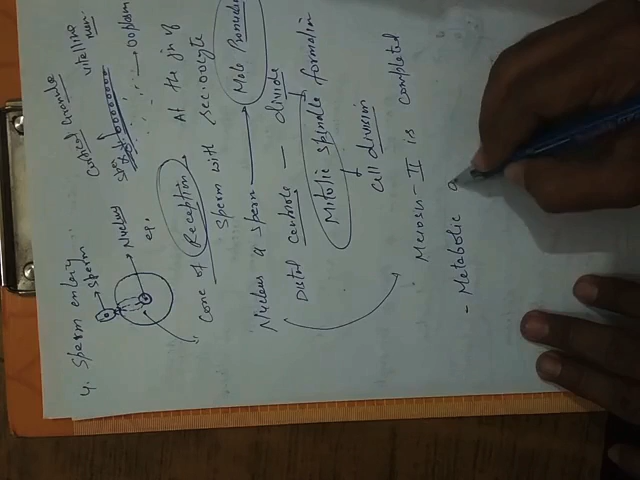 4. Sperm entry
Sperm
Nucleus
ep.
Cortical Granule
vitelline
Ooplasm
Cone of Reception At the jn of
Sperm with sec. oocyte
Nucleus of sperm → Male Pronucleus
Distal centriole — divide
Mitotic Spindle formation
cell division
Meiosis - II is completed
- Metabolic a